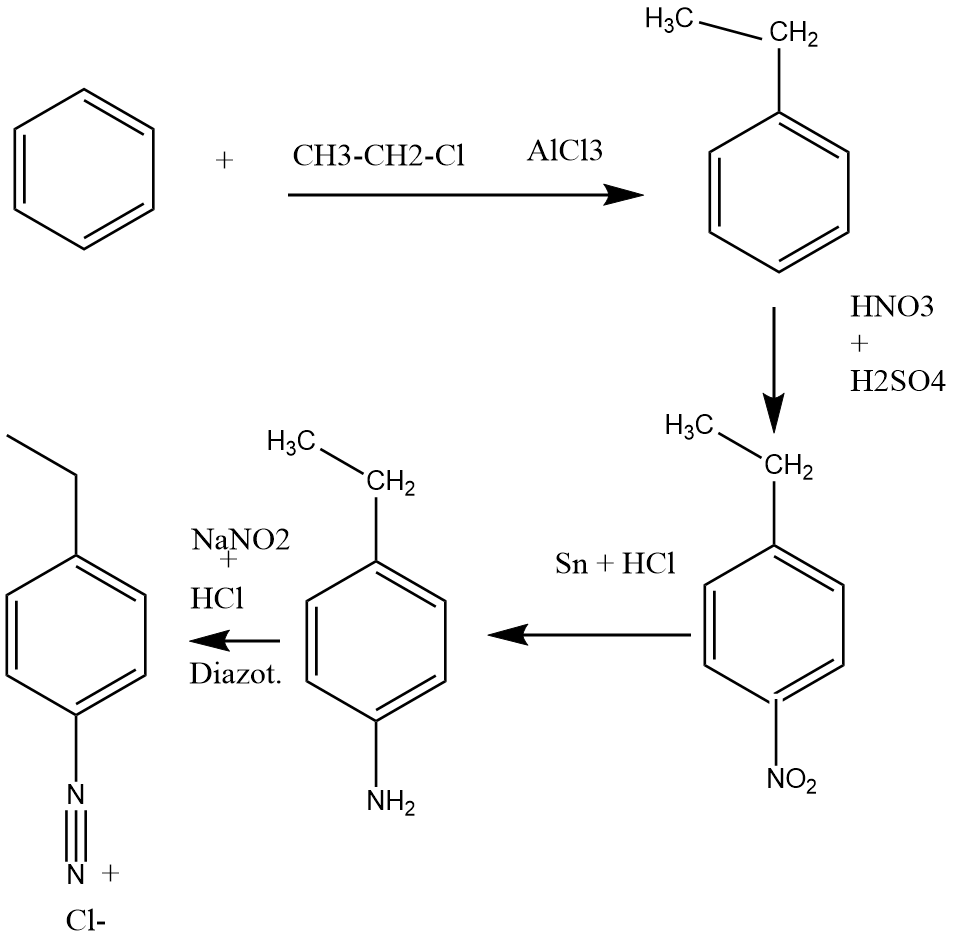 H3C
CH2
+
CH3-CH2-Cl AlCl3
HNO3
+
H2SO4
H3C
CH2
NO2
Sn + HCl
H3C
CH2
NH2
NaNO2
+
HCl
Diazot.
N
N +
Cl-